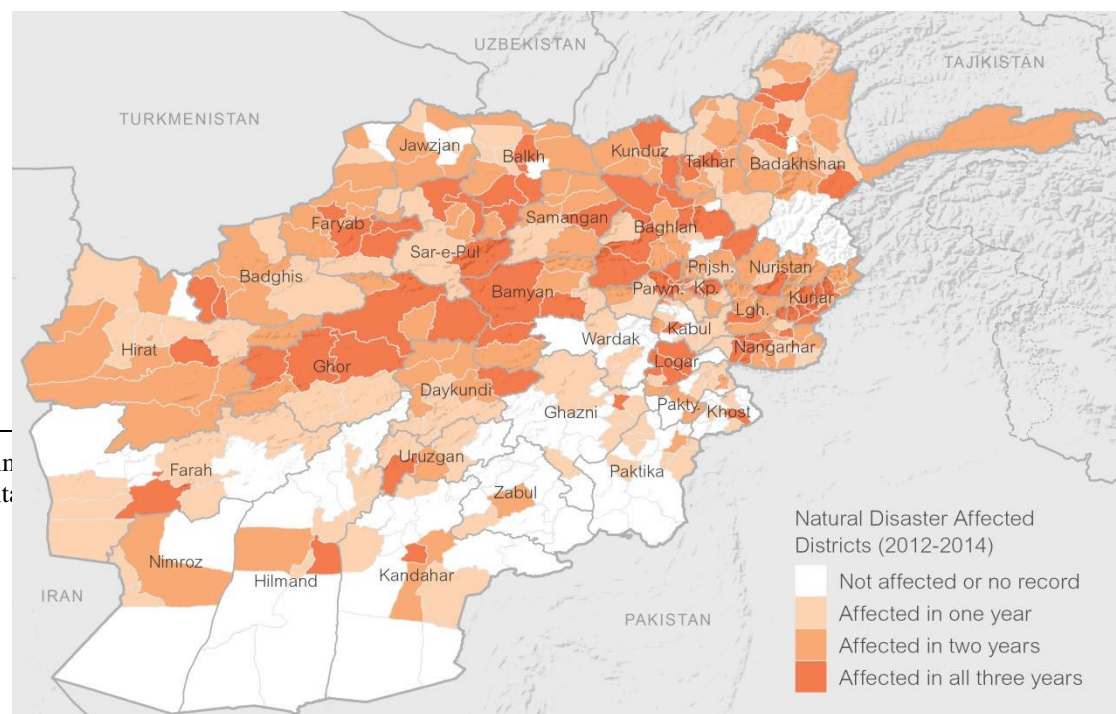 UZBEKISTAN
TAJIKISTAN
TURKMENISTAN
Jawzjan
Balkh
Kunduz
Takhar
Badakhshan
Faryab
Samangan
Baghlan
Sar-e-Pul
Badghis
Pnjsh.
Nuristan
Bamyan
Parwn.
Kp.
Kunar
Lgh.
Kabul
Wardak
Hirat
Nangarhar
Ghor
Logar
Daykundi
Ghazni
Pakty.
Khost
Uruzgan
Farah
Paktika
Zabul
Nimroz
Hilmand
Kandahar
IRAN
PAKISTAN
Natural Disaster Affected
Districts (2012-2014)
Not affected or no record
Affected in one year
Affected in two years
Affected in all three years